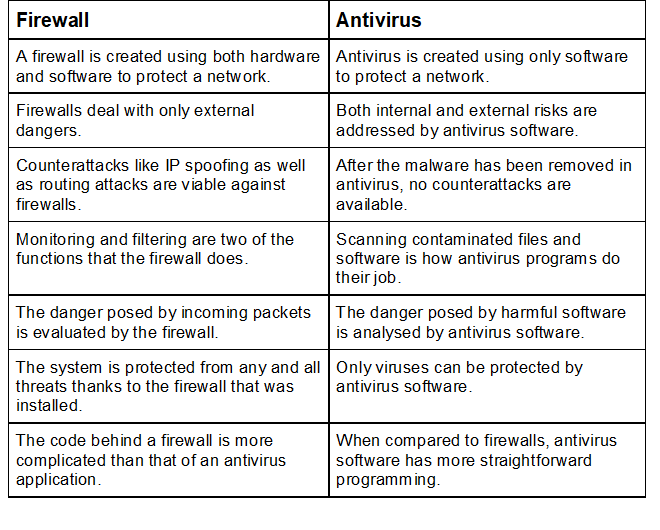 Firewall
Antivirus
A firewall is created using both hardware
and software to protect a network.
Antivirus is created using only software
to protect a network.
Firewalls deal with only external
dangers.
Both internal and external risks are
addressed by antivirus software.
Counterattacks like IP spoofing as well
as routing attacks are viable against
firewalls.
After the malware has been removed in
antivirus, no counterattacks are
available.
Monitoring and filtering are two of the
functions that the firewall does.
Scanning contaminated files and
software is how antivirus programs do
their job.
The danger posed by incoming packets
is evaluated by the firewall.
The danger posed by harmful software
is analysed by antivirus software.
The system is protected from any and all
threats thanks to the firewall that was
installed.
Only viruses can be protected by
antivirus software.
The code behind a firewall is more
complicated than that of an antivirus
application.
When compared to firewalls, antivirus
software has more straightforward
programming.